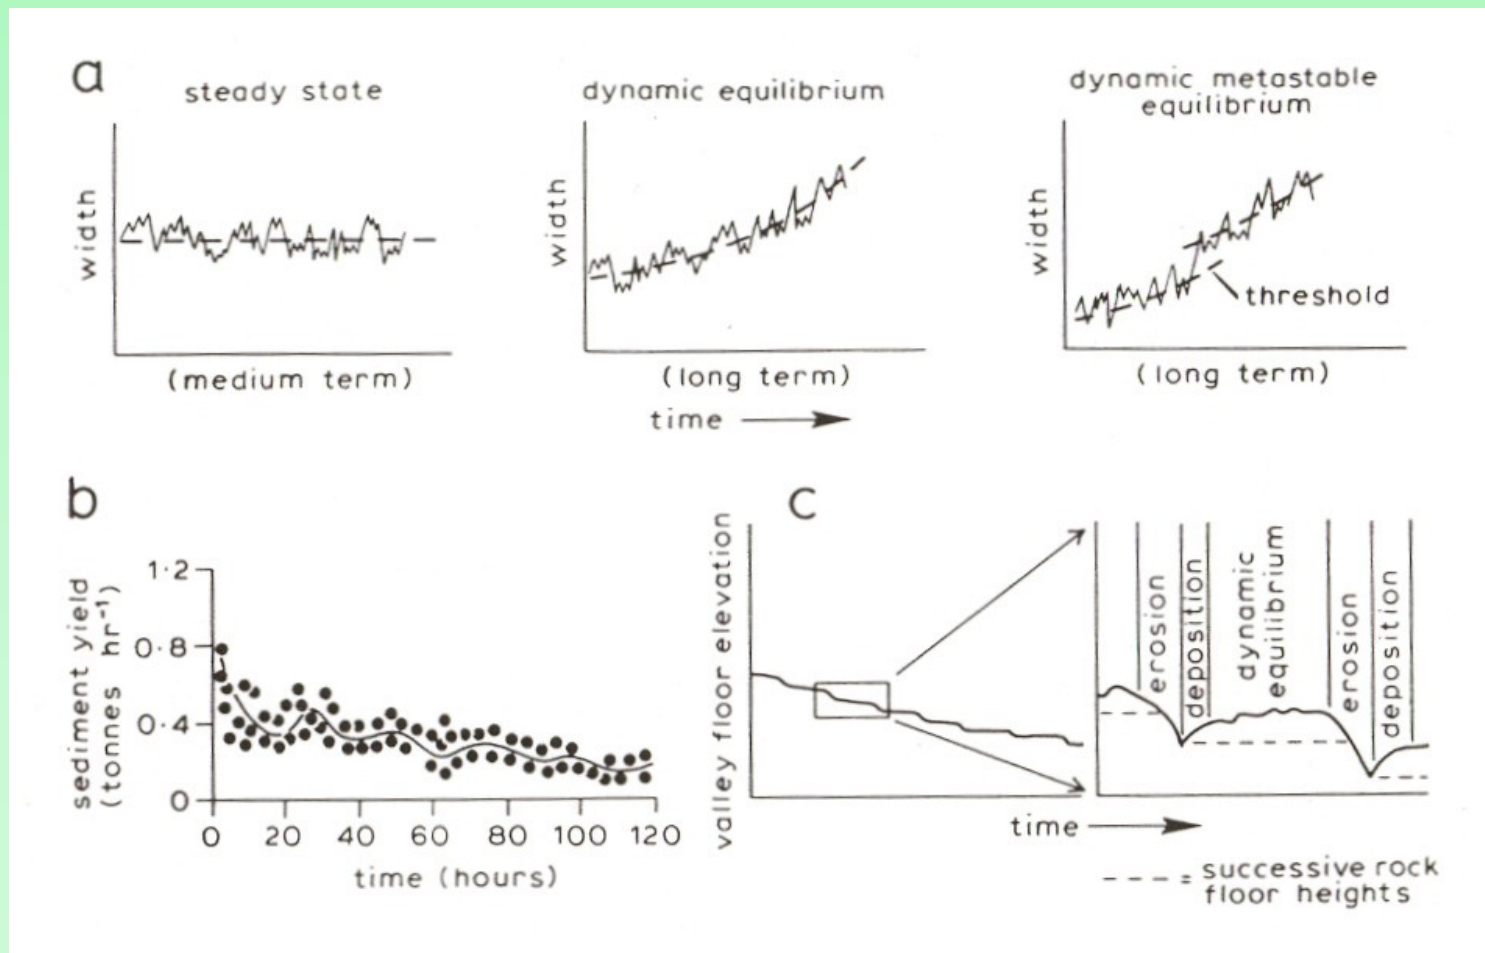 a
steady state
width
(medium term)
dynamic equilibrium
width
(long term)
dynamic metastable
equilibrium
width
threshold
(long term)
time
b
sediment yield
(tonnes hr⁻¹)
1·2
0·8
0·4
0
0 20 40 60 80 100 120
time (hours)
c
valley floor elevation
erosion
deposition
dynamic
equilibrium
erosion
deposition
time
= successive rock
floor heights